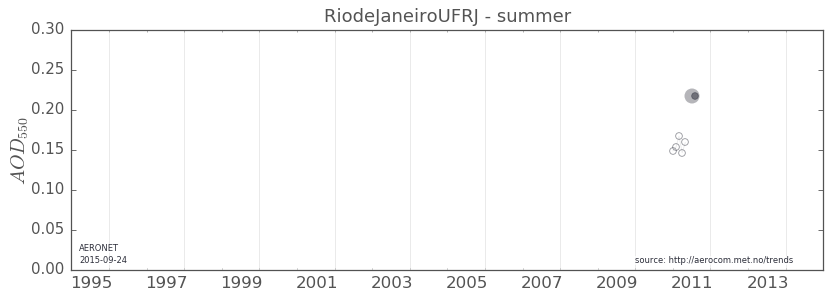 RiodeJaneiroUFRJ - summer
0.30
0.25
0.20
0.15
0.10
0.05
0.00
AOD550
AERONET
2015-09-24
source: http://aerocom.met.no/trends
1995 1997 1999 2001 2003 2005 2007 2009 2011 2013